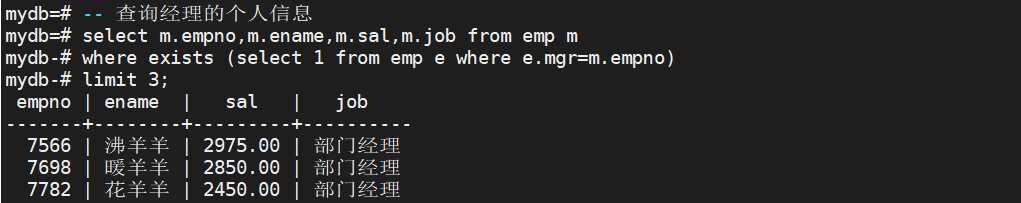 mydb=# -- 查询经理的个人信息
mydb=# select m.empno,m.ename,m.sal,m.job from emp m
mydb-# where exists (select 1 from emp e where e.mgr=m.empno)
mydb-# limit 3;
 empno | ename  |   sal   |   job
-------+--------+---------+----------
  7566 | 沸羊羊 | 2975.00 | 部门经理
  7698 | 暖羊羊 | 2850.00 | 部门经理
  7782 | 花羊羊 | 2450.00 | 部门经理